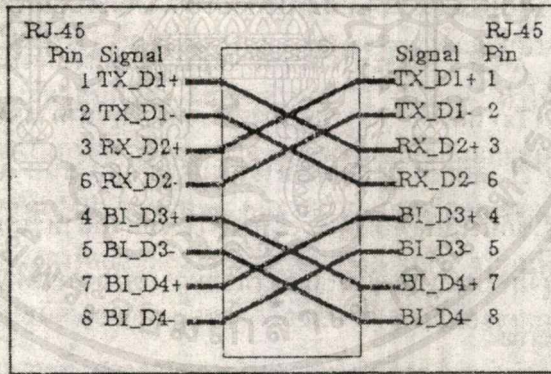 RJ-45 RJ-45
Pin Signal Signal Pin
1 TX_D1+ TX_D1+ 1
2 TX_D1- TX_D1- 2
3 RX_D2+ RX_D2+ 3
6 RX_D2- RX_D2- 6
4 BI_D3+ BI_D3+ 4
5 BI_D3- BI_D3- 5
7 BI_D4+ BI_D4+ 7
8 BI_D4- BI_D4- 8